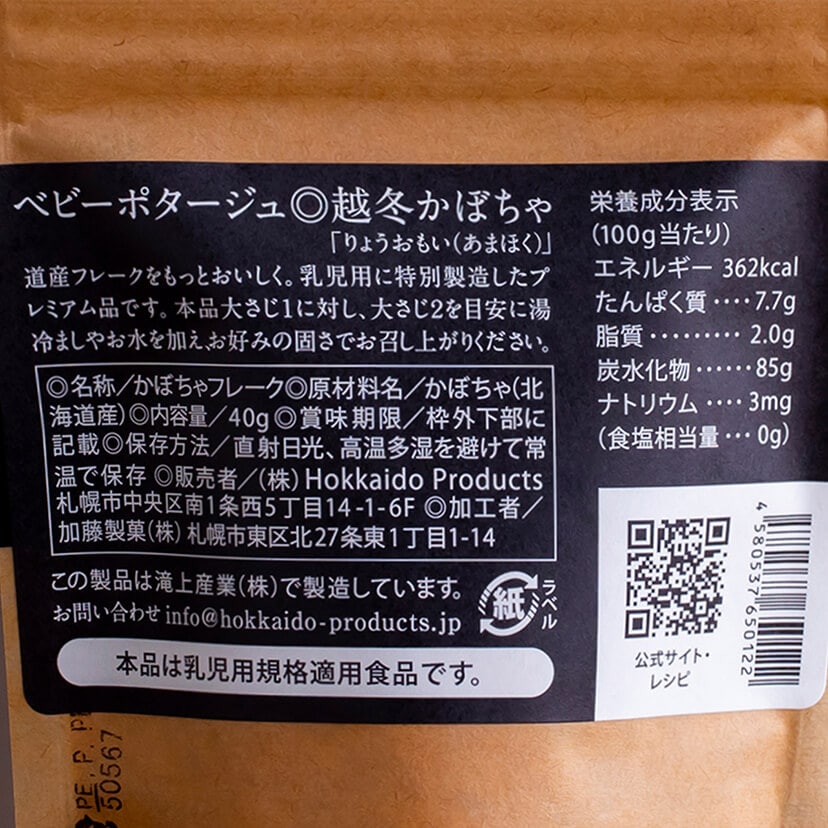 ベビーポタージュ◎越冬かぼちゃ
「りょうおもい(あまほく)」
道産フレークをもっとおいしく。乳児用に特別製造したプ
レミアム品です。本品大さじ1に対し、大さじ2を目安に湯
冷ましやお水を加え、お好みの固さでお召し上がりください。
◎名称／かぼちゃフレーク◎原材料名／かぼちゃ(北
海道産)◎内容量／40g◎賞味期限／枠外下部に
記載◎保存方法／直射日光、高温多湿を避けて常
温で保存 ◎販売者／(株)Hokkaido Products
札幌市中央区南1条西5丁目14-1-6F ◎加工者／
加藤製菓(株)札幌市東区北27条東1丁目1-14
この製品は滝上産業(株)で製造しています。
お問い合わせ info@hokkaido-products.jp
紙
ラベル
本品は乳児用規格適用食品です。
栄養成分表示
(100g当たり)
エネルギー 362kcal
たんぱく質････7.7g
脂質･････････2.0g
炭水化物･･････85g
ナトリウム････3mg
(食塩相当量･･･0g)
公式サイト・
レシピ
4580537650122
PE, P, PE
50567